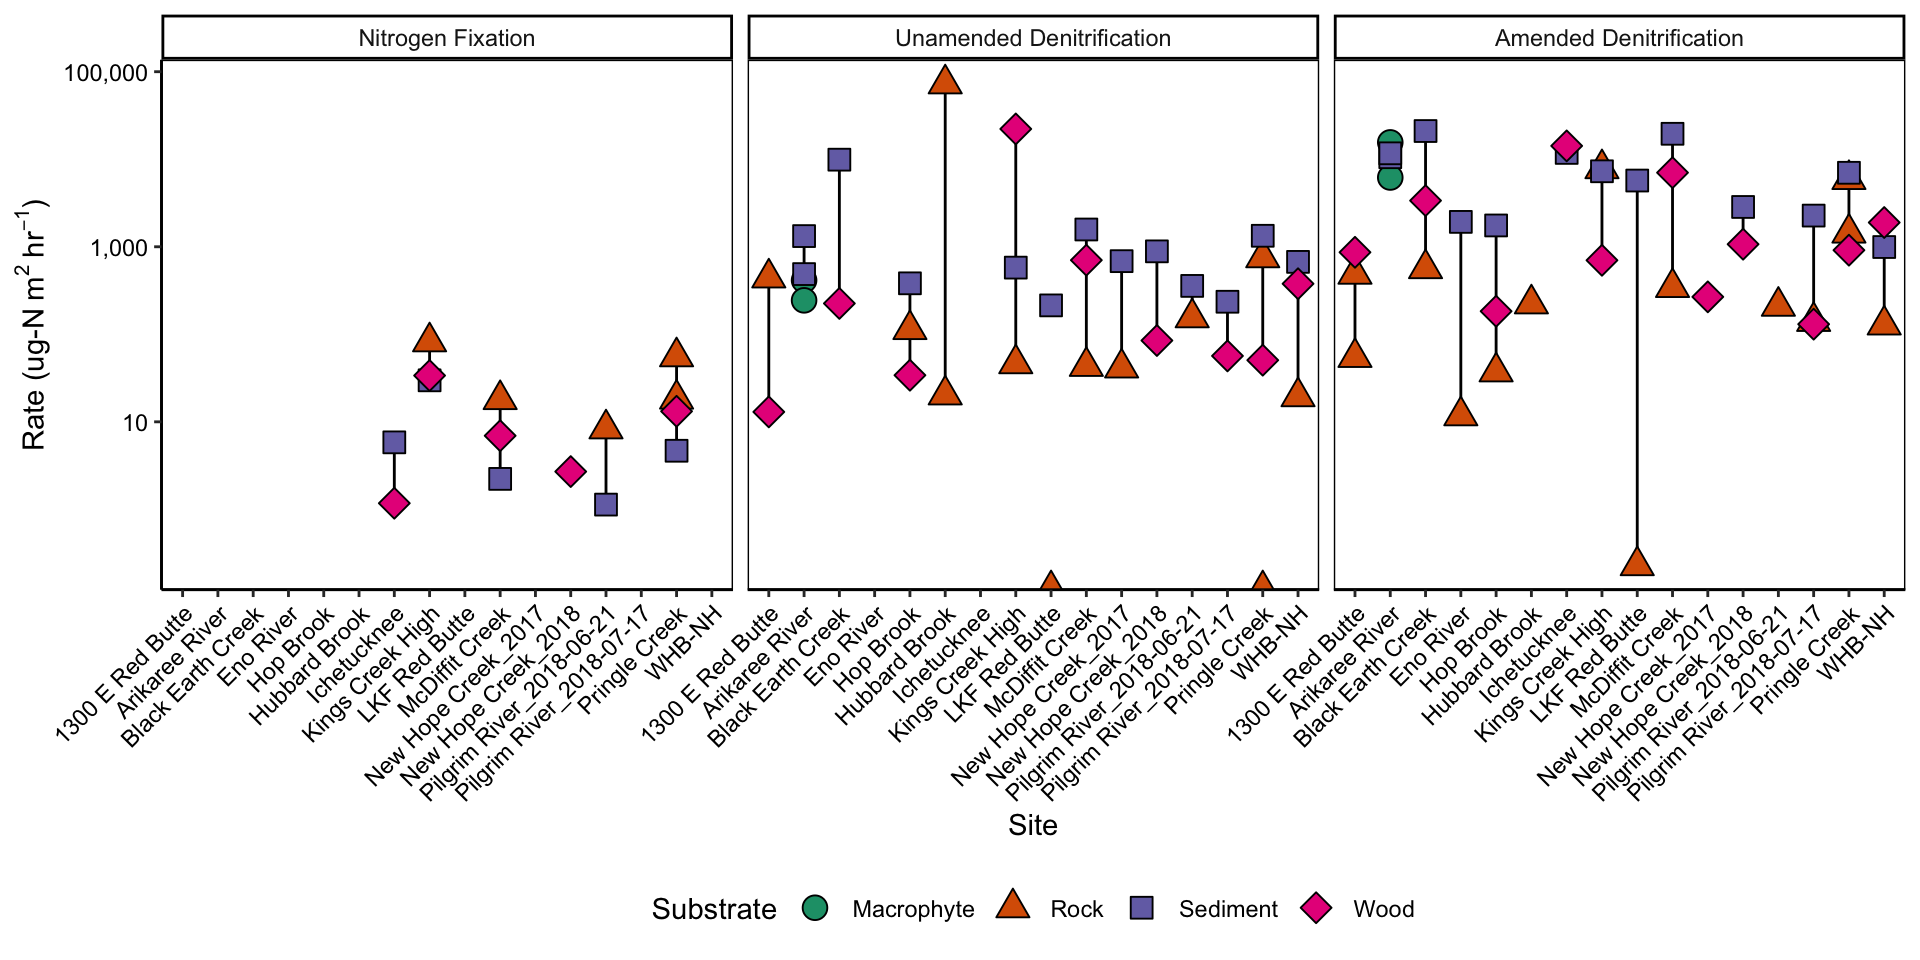 Nitrogen Fixation
Unamended Denitrification
Amended Denitrification
Rate (ug-N m² hr⁻¹)
100,000
1,000
10
1300 E Red Butte
Arikaree River
Black Earth Creek
Eno River
Hop Brook
Hubbard Brook
Ichetucknee
Kings Creek High
LKF Red Butte
McDiffit Creek
New Hope Creek_2017
New Hope Creek_2018
Pilgrim River_2018-06-21
Pilgrim River_2018-07-17
Pringle Creek
WHB-NH
1300 E Red Butte
Arikaree River
Black Earth Creek
Eno River
Hop Brook
Hubbard Brook
Ichetucknee
Kings Creek High
LKF Red Butte
McDiffit Creek
New Hope Creek_2017
New Hope Creek_2018
Pilgrim River_2018-06-21
Pilgrim River_2018-07-17
Pringle Creek
WHB-NH
1300 E Red Butte
Arikaree River
Black Earth Creek
Eno River
Hop Brook
Hubbard Brook
Ichetucknee
Kings Creek High
LKF Red Butte
McDiffit Creek
New Hope Creek_2017
New Hope Creek_2018
Pilgrim River_2018-06-21
Pilgrim River_2018-07-17
Pringle Creek
WHB-NH
Site
Substrate Macrophyte Rock Sediment Wood